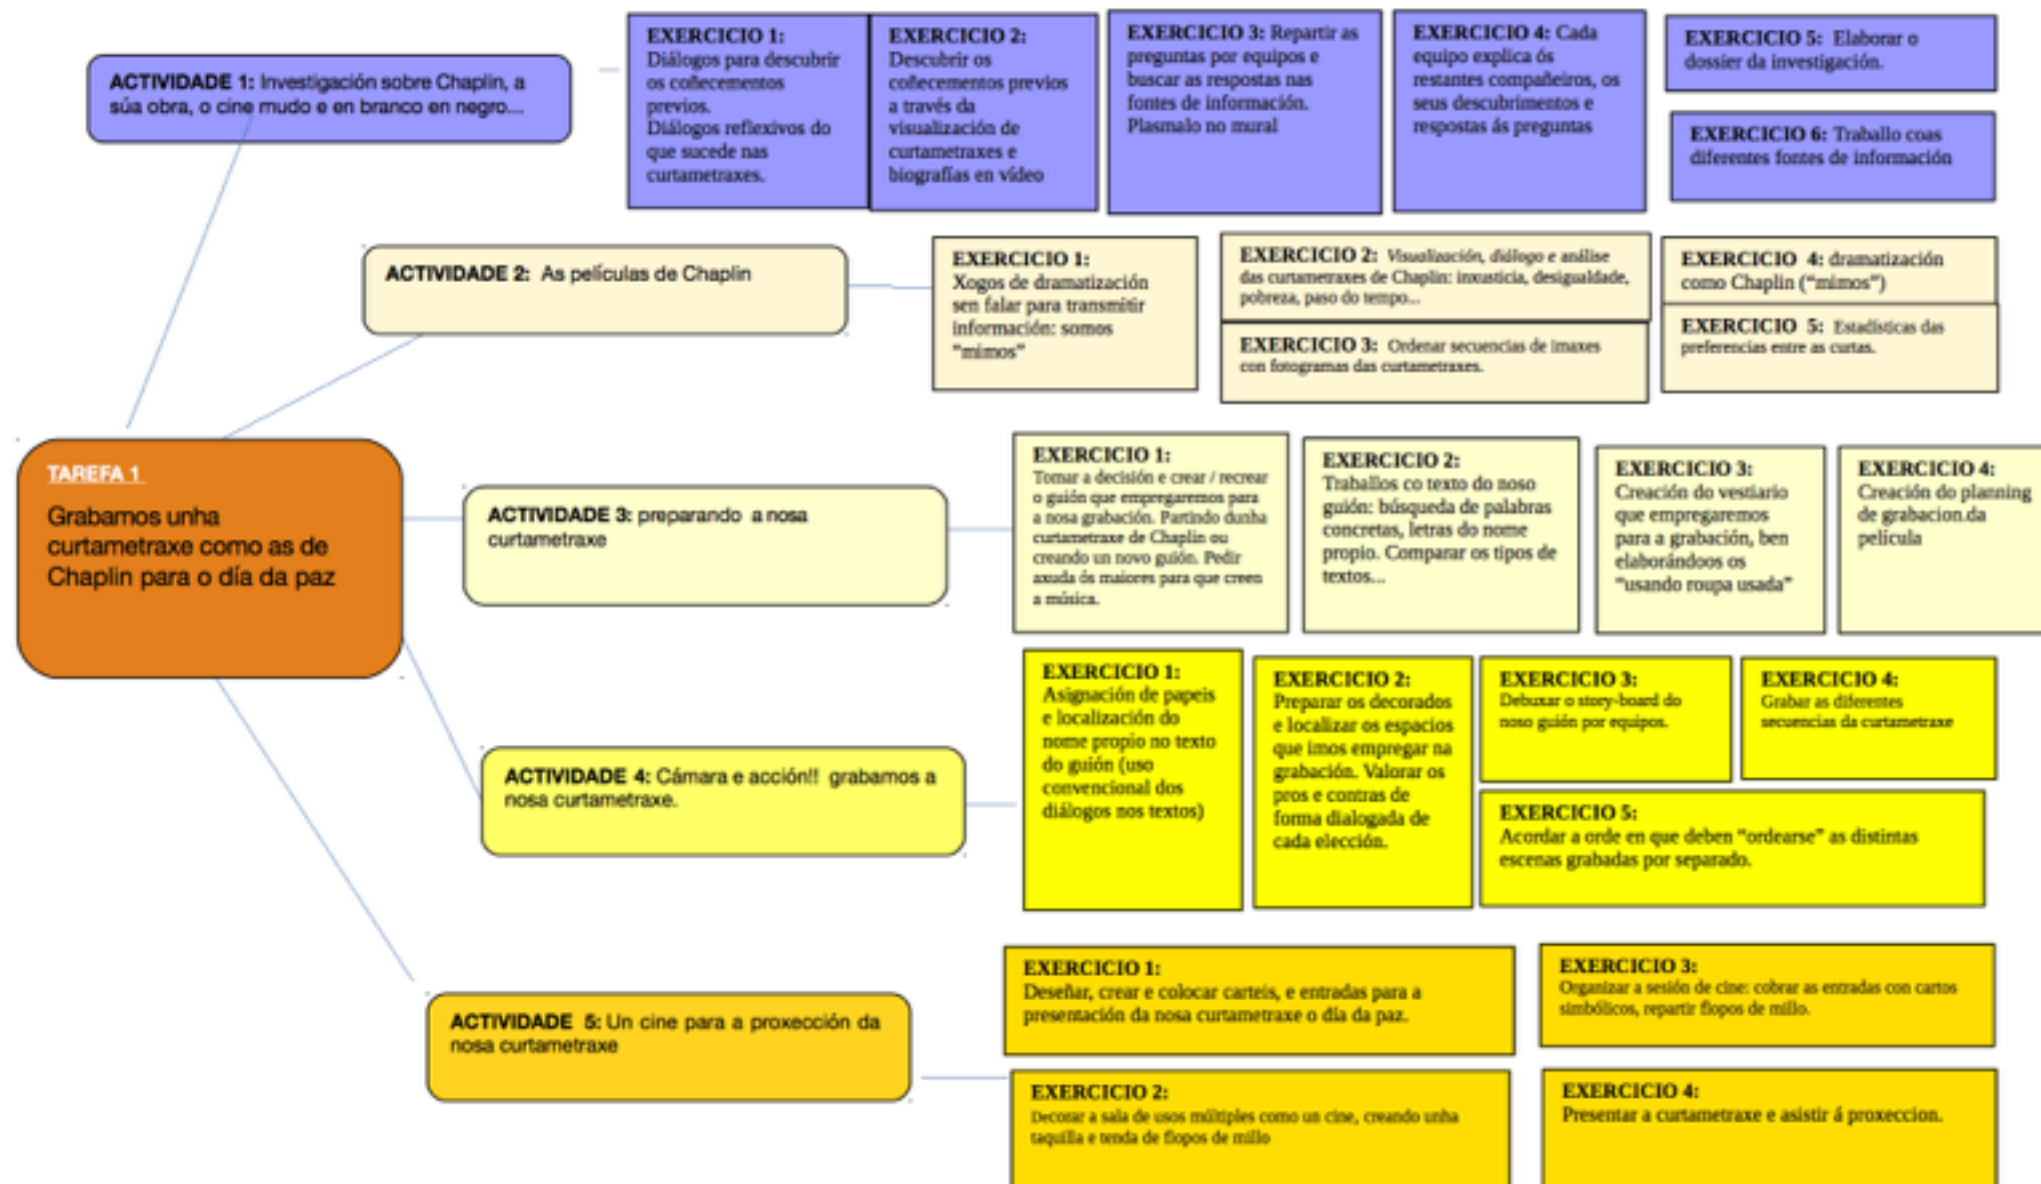 ACTIVIDADE 1: Investigación sobre Chaplin, a
súa obra, o cine mudo e en branco en negro...
EXERCICIO 1:
Diálogos para descubrir
os coñecementos
previos.
Diálogos reflexivos do
que sucede nas
curtametraxes.
EXERCICIO 2:
Descubrir os
coñecementos previos
a través da
visualización de
curtametraxes e
biografías en vídeo
EXERCICIO 3: Repartir as
preguntas por equipos e
buscar as respostas nas
fontes de información.
Plasmalo no mural
EXERCICIO 4: Cada
equipo explica ós
restantes compañeiros, os
seus descubrimentos e
respostas ás preguntas
EXERCICIO 5: Elaborar o
dossier da investigación.
EXERCICIO 6: Traballo coas
diferentes fontes de información
ACTIVIDADE 2: As películas de Chaplin
EXERCICIO 1:
Xogos de dramatización
sen falar para transmitir
información: somos
"mimos"
EXERCICIO 2: Visualización, diálogo e análise
das curtametraxes de Chaplin: inxusticia, desigualdade,
pobreza, paso do tempo...
EXERCICIO 3: Ordenar secuencias de imaxes
con fotogramas das curtametraxes.
EXERCICIO 4: dramatización
como Chaplin ("mimos")
EXERCICIO 5: Estadísticas das
preferencias entre as curtas.
TAREFA 1
Grabamos unha
curtametraxe como as de
Chaplin para o día da paz
ACTIVIDADE 3: preparando a nosa
curtametraxe
EXERCICIO 1:
Tomar a decisión e crear / recrear
o guión que empregaremos para
a nosa grabación. Partindo dunha
curtametraxe de Chaplin ou
creando un novo guión. Pedir
axuda ós maiores para que creen
a música.
EXERCICIO 2:
Traballos co texto do noso
guión: búsqueda de palabras
concretas, letras do nome
propio. Comparar os tipos de
textos...
EXERCICIO 3:
Creación do vestiario
que empregaremos
para a grabación, ben
elaborándoos os
"usando roupa usada"
EXERCICIO 4:
Creación do planning
de grabacion.da
película
ACTIVIDADE 4: Cámara e acción!! grabamos a
nosa curtametraxe.
EXERCICIO 1:
Asignación de papeis
e localización do
nome propio no texto
do guión (uso
convencional dos
diálogos nos textos)
EXERCICIO 2:
Preparar os decorados
e localizar os espacios
que imos empregar na
grabación. Valorar os
pros e contras de
forma dialogada de
cada elección.
EXERCICIO 3:
Debuxar o story-board do
noso guión por equipos.
EXERCICIO 4:
Grabar as diferentes
secuencias da curtametraxe
EXERCICIO 5:
Acordar a orde en que deben "ordearse" as distintas
escenas grabadas por separado.
ACTIVIDADE 5: Un cine para a proxección da
nosa curtametraxe
EXERCICIO 1:
Deseñar, crear e colocar carteis, e entradas para a
presentación da nosa curtametraxe o día da paz.
EXERCICIO 2:
Decorar a sala de usos múltiples como un cine, creando unha
taquilla e tenda de flopos de millo
EXERCICIO 3:
Organizar a sesión de cine: cobrar as entradas con cartos
simbólicos, repartir flopos de millo.
EXERCICIO 4:
Presentar a curtametraxe e asistir á proxeccion.